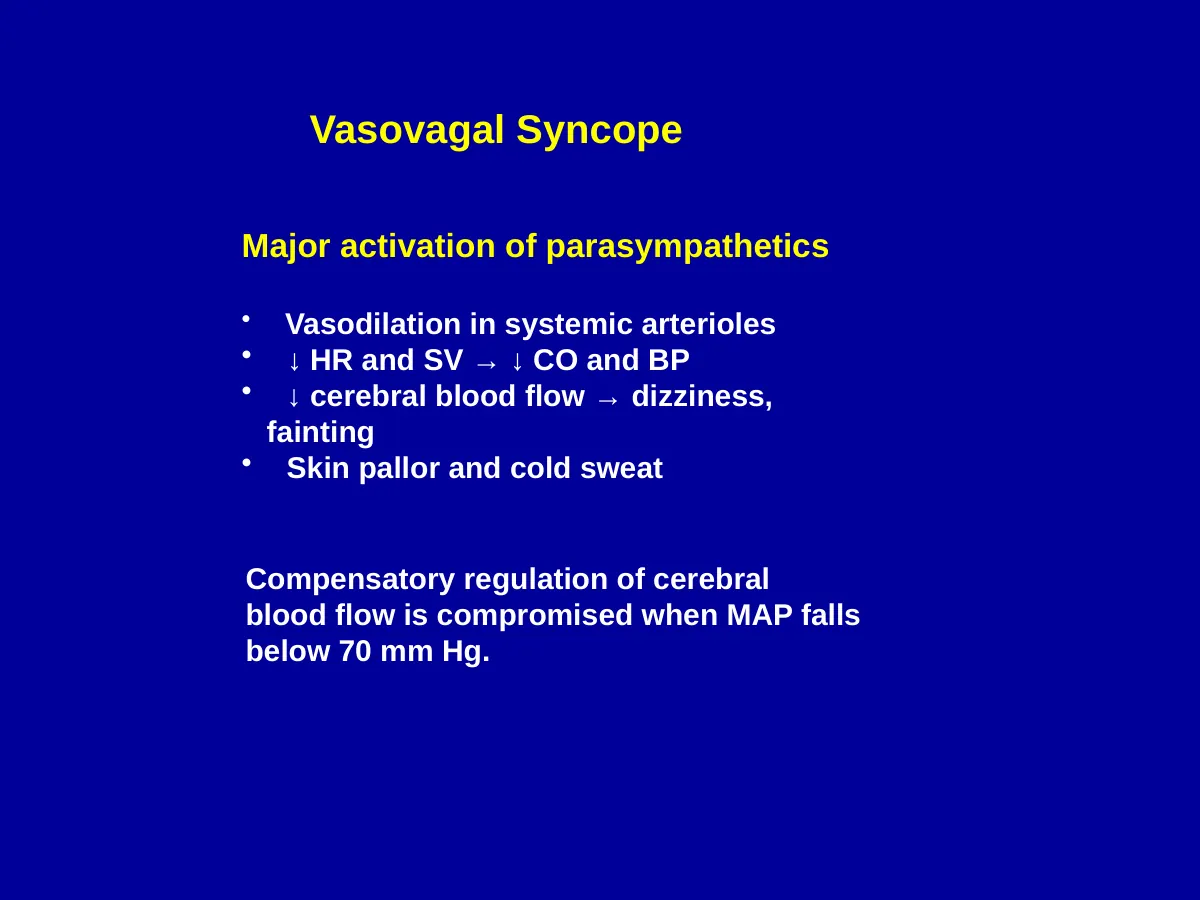 Vasovagal Syncope
Major activation of parasympathetics
• Vasodilation in systemic arterioles
• ↓ HR and SV → ↓ CO and BP
• ↓ cerebral blood flow → dizziness,
fainting
• Skin pallor and cold sweat
Compensatory regulation of cerebral
blood flow is compromised when MAP falls
below 70 mm Hg.